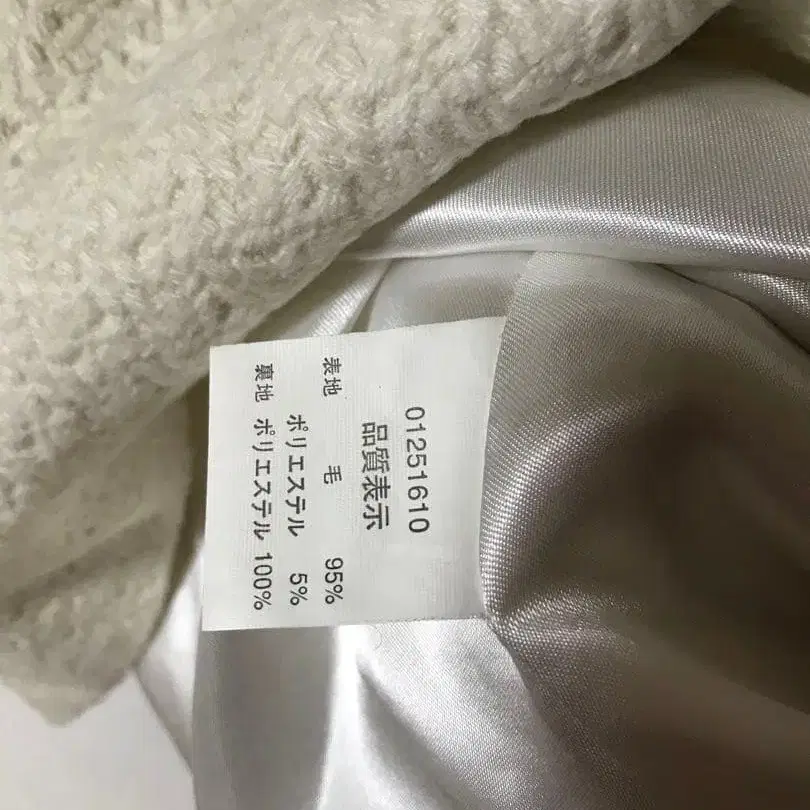 01251610
品質表示
表地 毛 95%
ポリエステル 5%
裏地 ポリエステル 100%